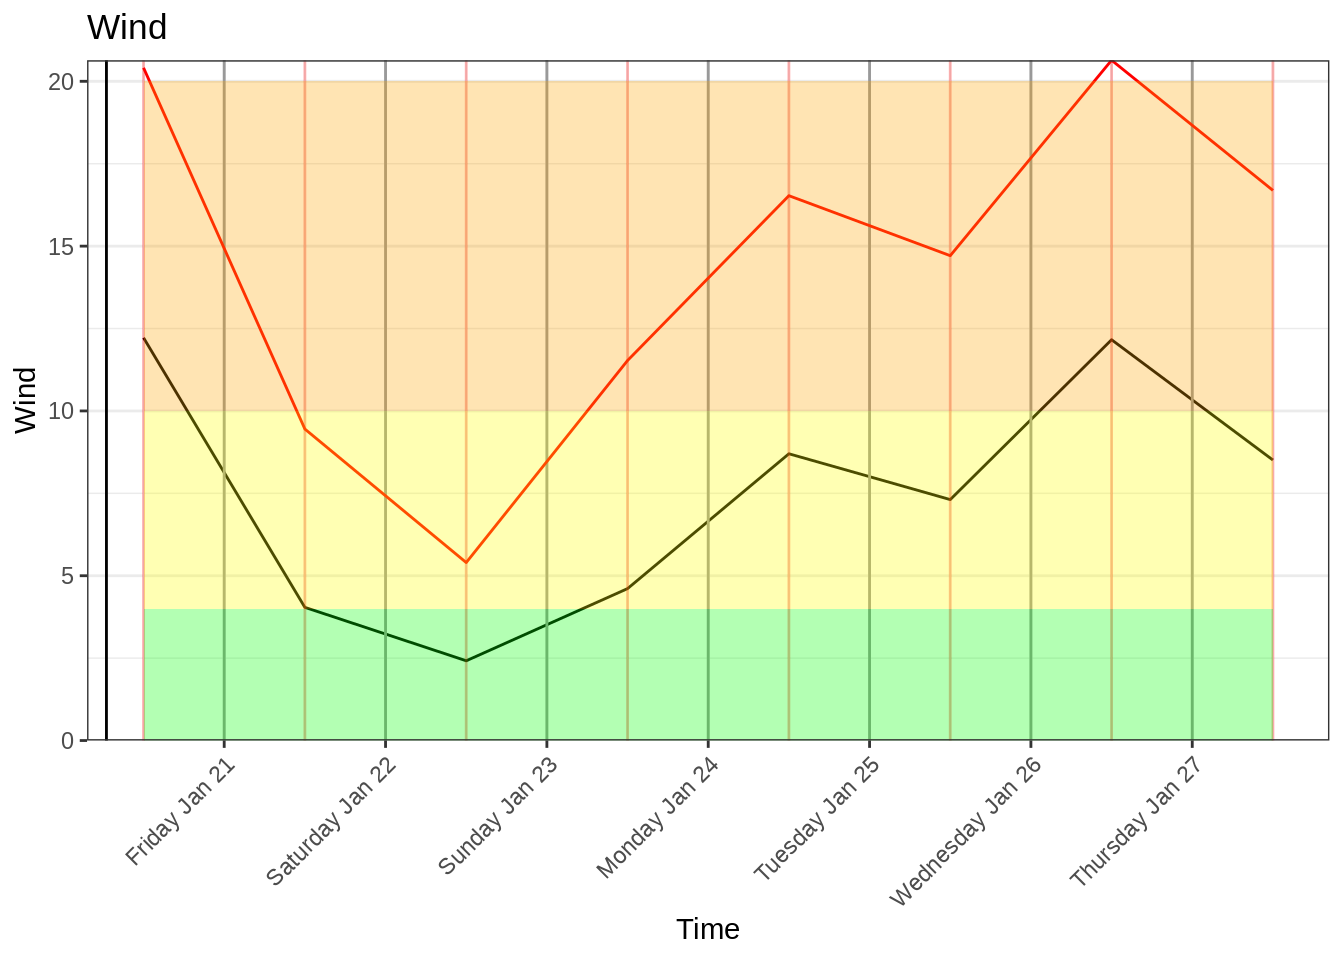 Wind
20
15
10
5
0
Wind
Friday Jan 21
Saturday Jan 22
Sunday Jan 23
Monday Jan 24
Tuesday Jan 25
Wednesday Jan 26
Thursday Jan 27
Time